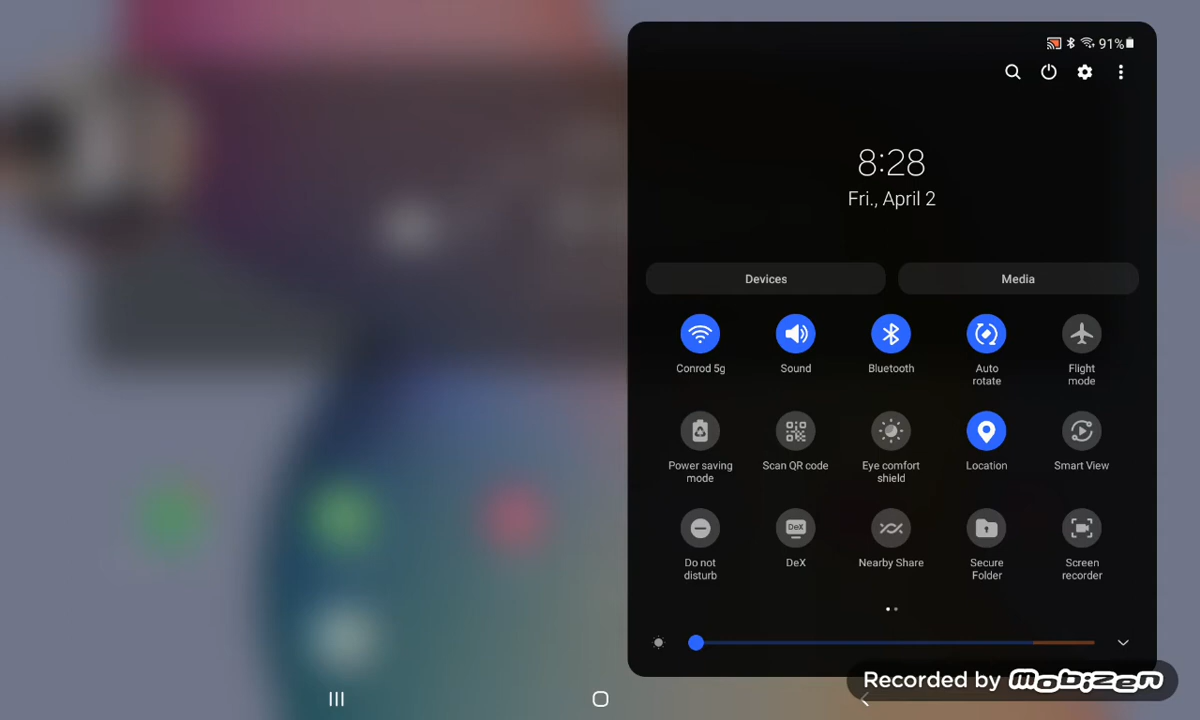 91%
8:28
Fri., April 2
Devices
Media
Conrod 5g
Sound
Bluetooth
Auto
rotate
Flight
mode
Power saving
mode
Scan QR code
Eye comfort
shield
Location
Smart View
Do not
disturb
DeX
DeX
Nearby Share
Secure
Folder
Screen
recorder
Recorded by mobizen